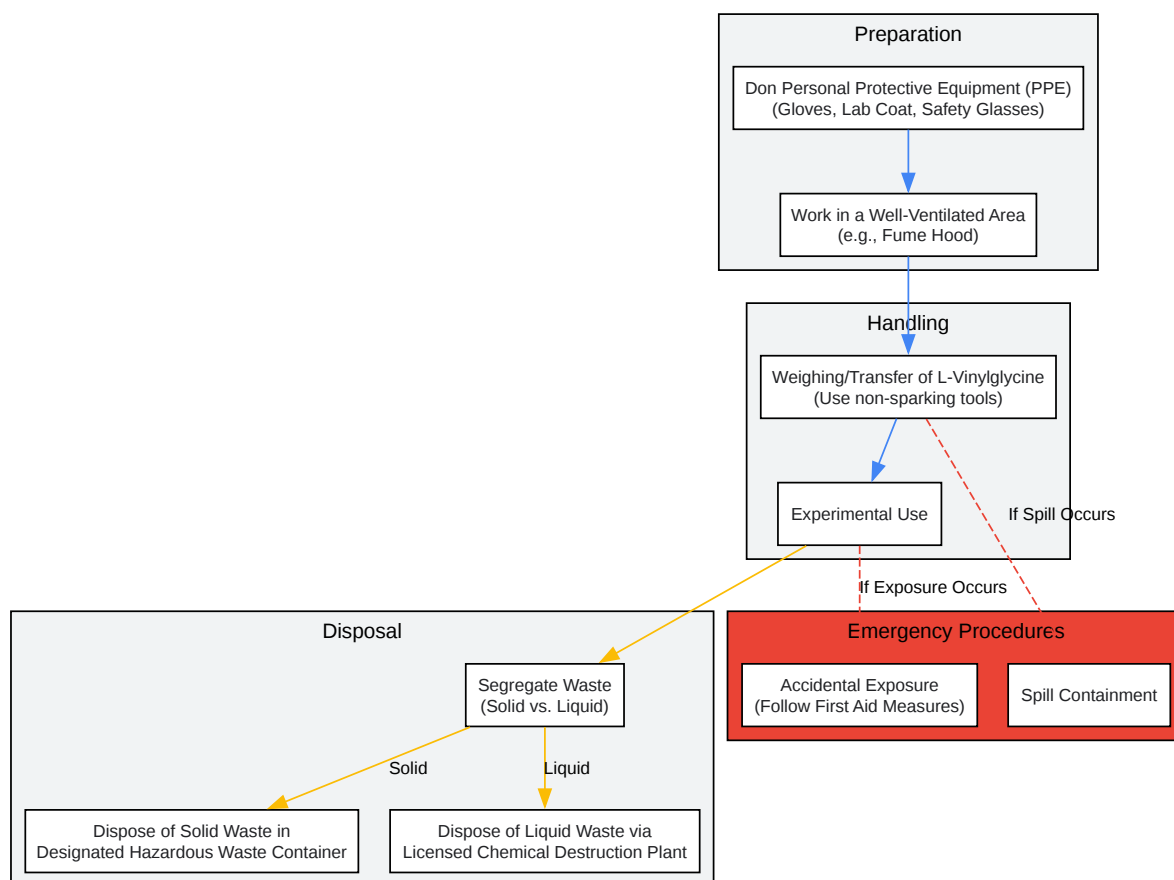 Preparation
Don Personal Protective Equipment (PPE)
(Gloves, Lab Coat, Safety Glasses)
Work in a Well-Ventilated Area
(e.g., Fume Hood)
Handling
Weighing/Transfer of L-Vinylglycine
(Use non-sparking tools)
Experimental Use
If Spill Occurs
If Exposure Occurs
Disposal
Segregate Waste
(Solid vs. Liquid)
Solid
Liquid
Dispose of Solid Waste in
Designated Hazardous Waste Container
Dispose of Liquid Waste via
Licensed Chemical Destruction Plant
Emergency Procedures
Accidental Exposure
(Follow First Aid Measures)
Spill Containment